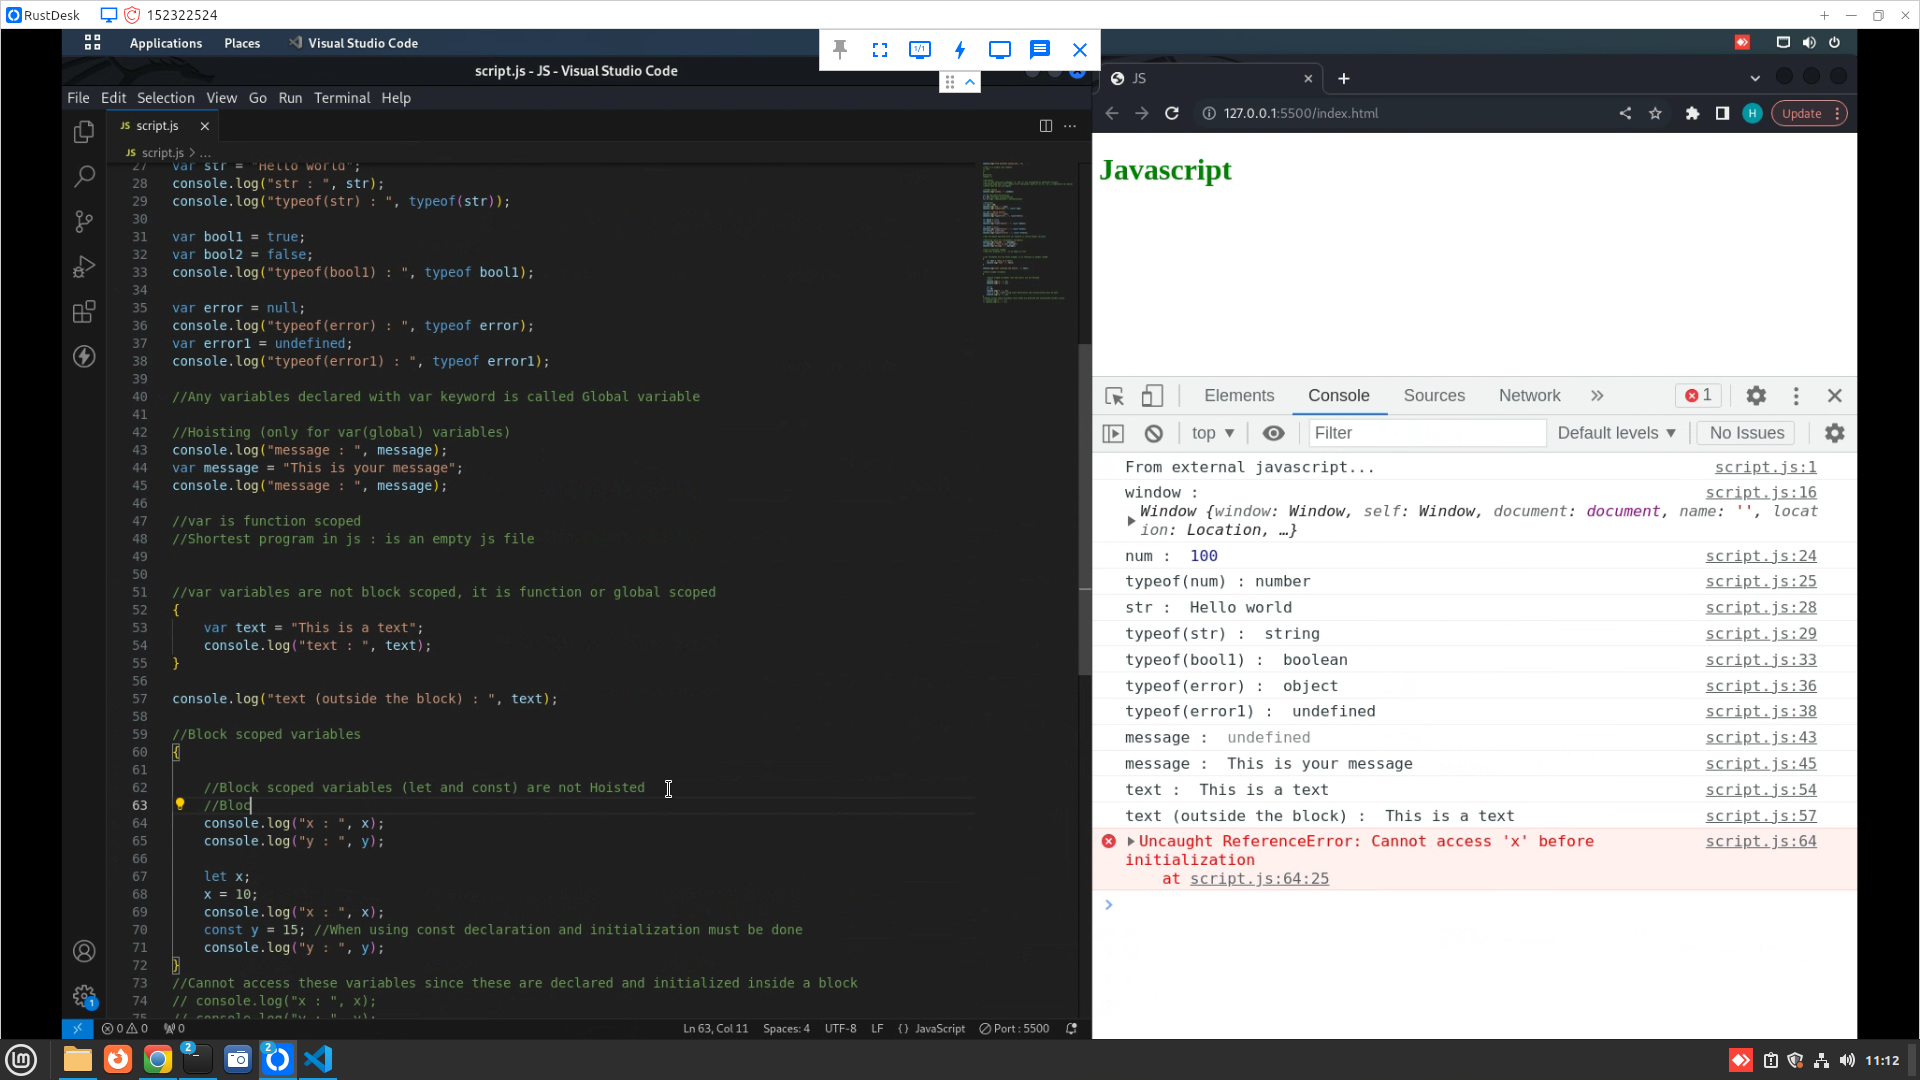 RustDesk 152322524
Applications Places Visual Studio Code
script.js - JS - Visual Studio Code
File Edit Selection View Go Run Terminal Help
JS script.js
JS script.js > ...
27 var str = "Hello world";
28 console.log("str : ", str);
29 console.log("typeof(str) : ", typeof(str));
30
31 var bool1 = true;
32 var bool2 = false;
33 console.log("typeof(bool1) : ", typeof bool1);
34
35 var error = null;
36 console.log("typeof(error) : ", typeof error);
37 var error1 = undefined;
38 console.log("typeof(error1) : ", typeof error1);
39
40 //Any variables declared with var keyword is called Global variable
41
42 //Hoisting (only for var(global) variables)
43 console.log("message : ", message);
44 var message = "This is your message";
45 console.log("message : ", message);
46
47 //var is function scoped
48 //Shortest program in js : is an empty js file
49
50
51 //var variables are not block scoped, it is function or global scoped
52 {
53 var text = "This is a text";
54 console.log("text : ", text);
55 }
56
57 console.log("text (outside the block) : ", text);
58
59 //Block scoped variables
60 {
61
62 //Block scoped variables (let and const) are not Hoisted
63 //Bloc
64 console.log("x : ", x);
65 console.log("y : ", y);
66
67 let x;
68 x = 10;
69 console.log("x : ", x);
70 const y = 15; //When using const declaration and initialization must be done
71 console.log("y : ", y);
72 }
73 //Cannot access these variables since these are declared and initialized inside a block
74 // console.log("x : ", x);
75 // console.log("y : ", y);
1
0 0 0 Ln 63, Col 11 Spaces: 4 UTF-8 LF {} JavaScript Port : 5500
1/1
JS
127.0.0.1:5500/index.html H Update
Javascript
Elements Console Sources Network » 1
top Filter Default levels No Issues
From external javascript... script.js:1
window : script.js:16
Window {window: Window, self: Window, document: document, name: '', locat
ion: Location, …}
num : 100 script.js:24
typeof(num) : number script.js:25
str : Hello world script.js:28
typeof(str) : string script.js:29
typeof(bool1) : boolean script.js:33
typeof(error) : object script.js:36
typeof(error1) : undefined script.js:38
message : undefined script.js:43
message : This is your message script.js:45
text : This is a text script.js:54
text (outside the block) : This is a text script.js:57
Uncaught ReferenceError: Cannot access 'x' before script.js:64
initialization
at script.js:64:25
>
2 2 11:12